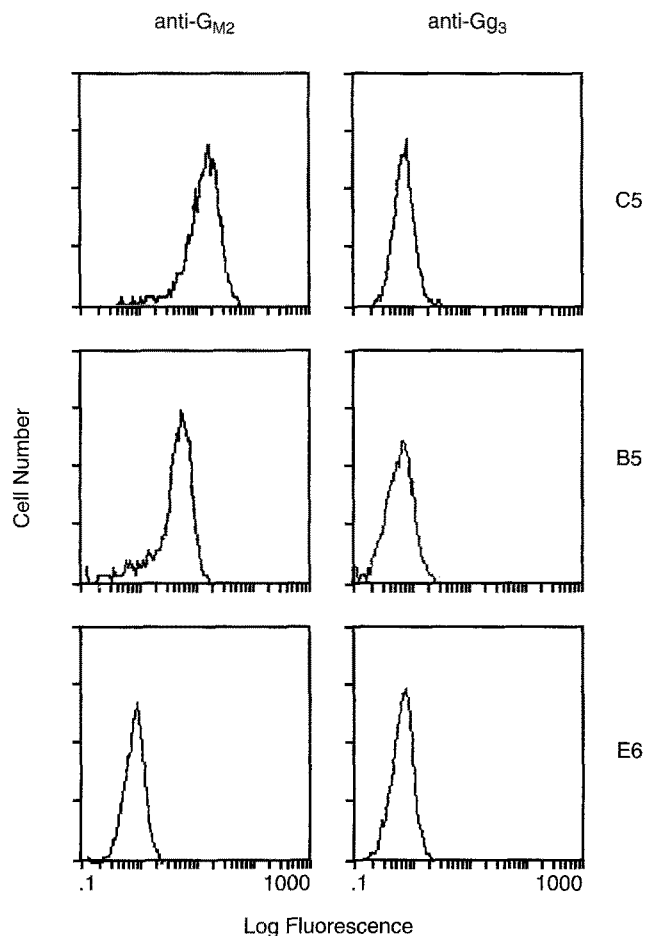 anti-GM2 anti-Gg3
C5
Cell Number
B5
E6
.1 1000 .1 1000
Log Fluorescence